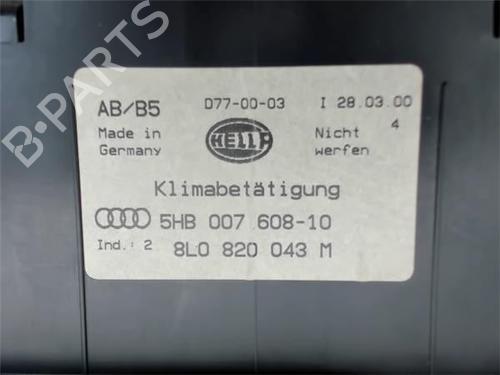 AB/B5 D77-00-03 I 28.03.00
Made in Germany HELLA Nicht werfen 4
Klimabetätigung
5HB 007 608-10
Ind.: 2 8L0 820 043 M
B-PARTS